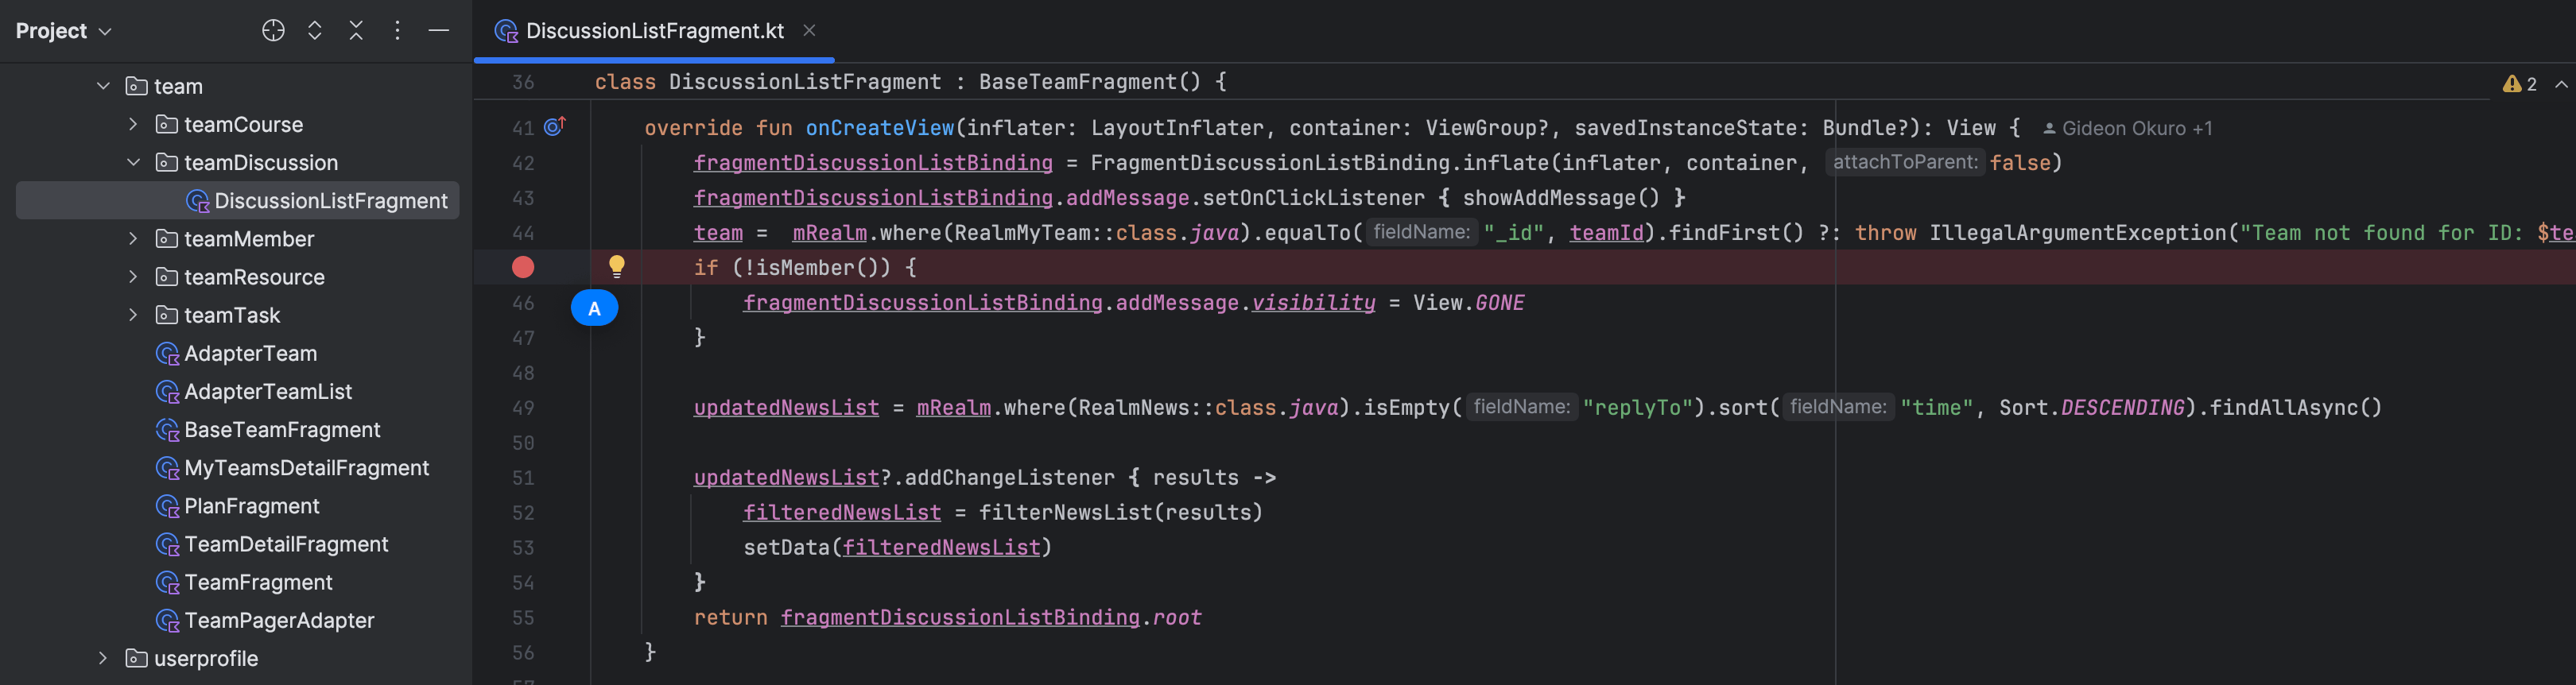 Project
team
teamCourse
teamDiscussion
DiscussionListFragment
teamMember
teamResource
teamTask
AdapterTeam
AdapterTeamList
BaseTeamFragment
MyTeamsDetailFragment
PlanFragment
TeamDetailFragment
TeamFragment
TeamPagerAdapter
userprofile
DiscussionListFragment.kt
36 class DiscussionListFragment : BaseTeamFragment() { 2
41 override fun onCreateView(inflater: LayoutInflater, container: ViewGroup?, savedInstanceState: Bundle?): View { Gideon Okuro +1
42 fragmentDiscussionListBinding = FragmentDiscussionListBinding.inflate(inflater, container, attachToParent: false)
43 fragmentDiscussionListBinding.addMessage.setOnClickListener { showAddMessage() }
44 team = mRealm.where(RealmMyTeam::class.java).equalTo( fieldName: "_id", teamId).findFirst() ?: throw IllegalArgumentException("Team not found for ID: $te
if (!isMember()) {
46 A fragmentDiscussionListBinding.addMessage.visibility = View.GONE
47 }
48
49 updatedNewsList = mRealm.where(RealmNews::class.java).isEmpty( fieldName: "replyTo").sort( fieldName: "time", Sort.DESCENDING).findAllAsync()
50
51 updatedNewsList?.addChangeListener { results ->
52 filteredNewsList = filterNewsList(results)
53 setData(filteredNewsList)
54 }
55 return fragmentDiscussionListBinding.root
56 }
57